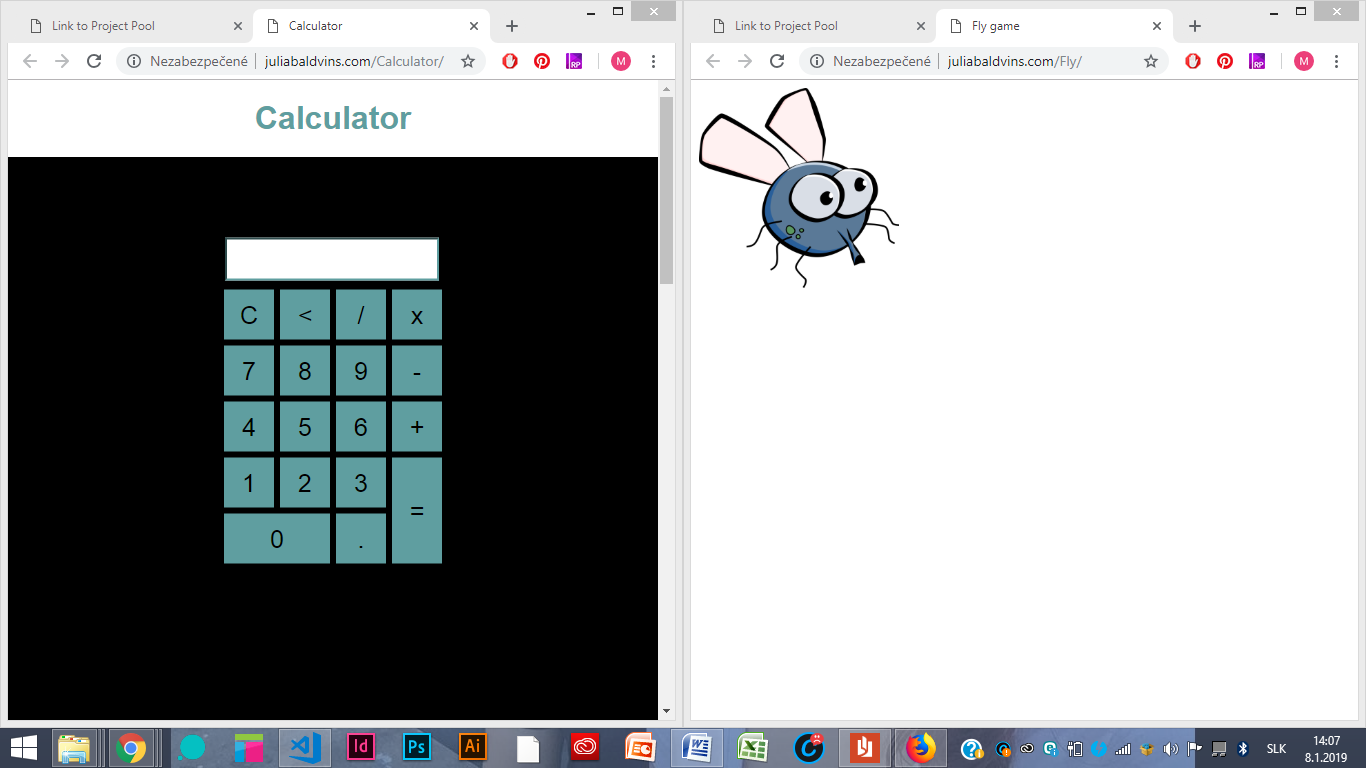 Link to Project Pool
Calculator
Nezabezpečené
juliabaldvins.com/Calculator/
RP
M
Calculator
C < / x
7 8 9 -
4 5 6 +
1 2 3
=
0 .
Link to Project Pool
Fly game
Nezabezpečené
juliabaldvins.com/Fly/
RP
M
Id
Ps
Ai
SLK
14:07
8.1.2019